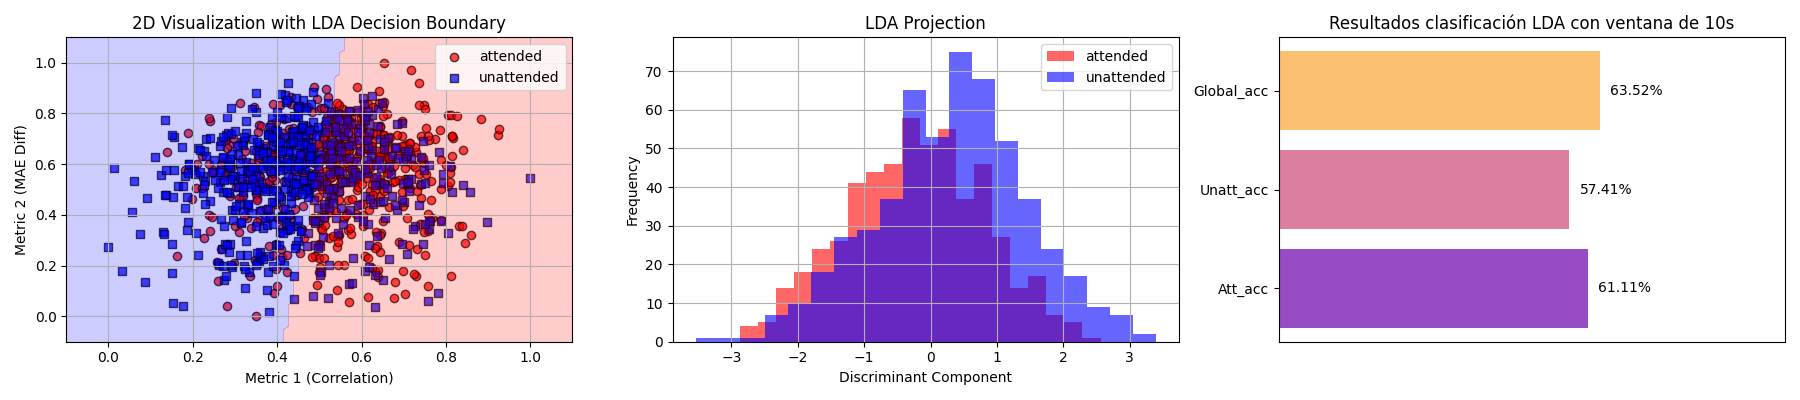 2D Visualization with LDA Decision Boundary
attended
unattended
1.0
0.8
0.6
0.4
0.2
0.0
Metric 2 (MAE Diff)
0.0 0.2 0.4 0.6 0.8 1.0
Metric 1 (Correlation)
LDA Projection
attended
unattended
70
60
50
40
30
20
10
0
Frequency
−3 −2 −1 0 1 2 3
Discriminant Component
Resultados clasificación LDA con ventana de 10s
Global_acc 63.52%
Unatt_acc 57.41%
Att_acc 61.11%